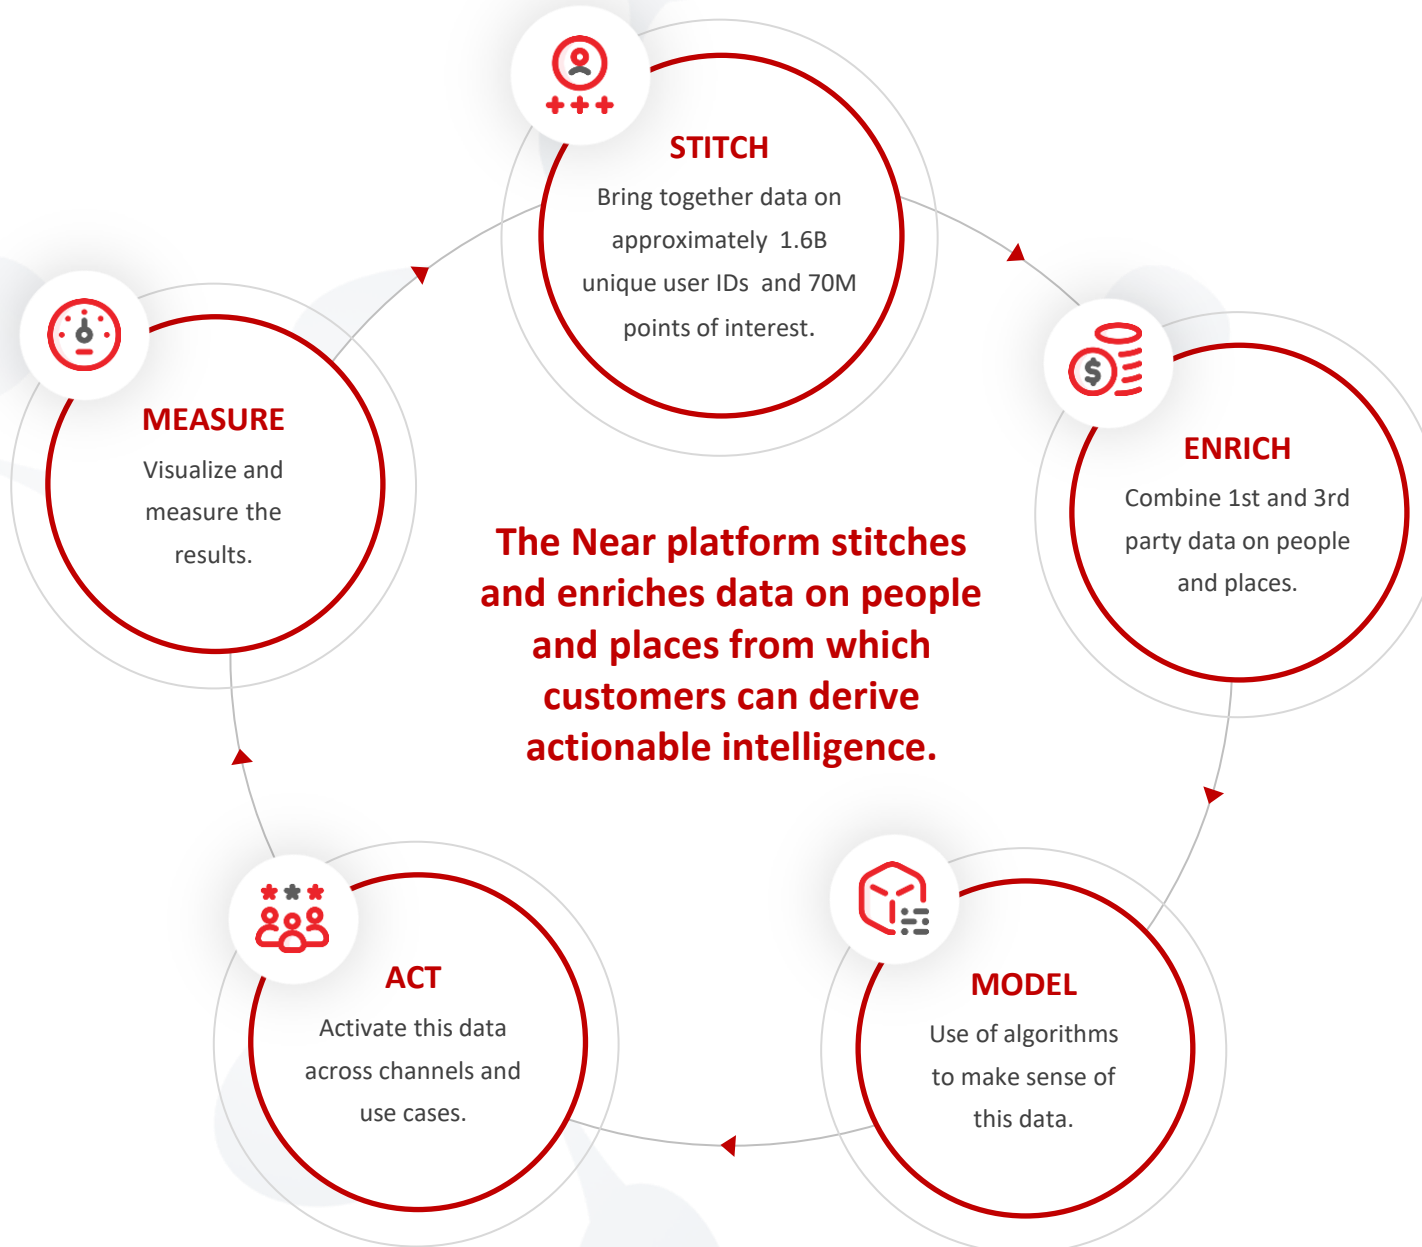 STITCH
Bring together data on
approximately 1.6B
unique user IDs and 70M
points of interest.
ENRICH
Combine 1st and 3rd
party data on people
and places.
MODEL
Use of algorithms
to make sense of
this data.
ACT
Activate this data
across channels and
use cases.
MEASURE
Visualize and
measure the
results.
The Near platform stitches
and enriches data on people
and places from which
customers can derive
actionable intelligence.
$